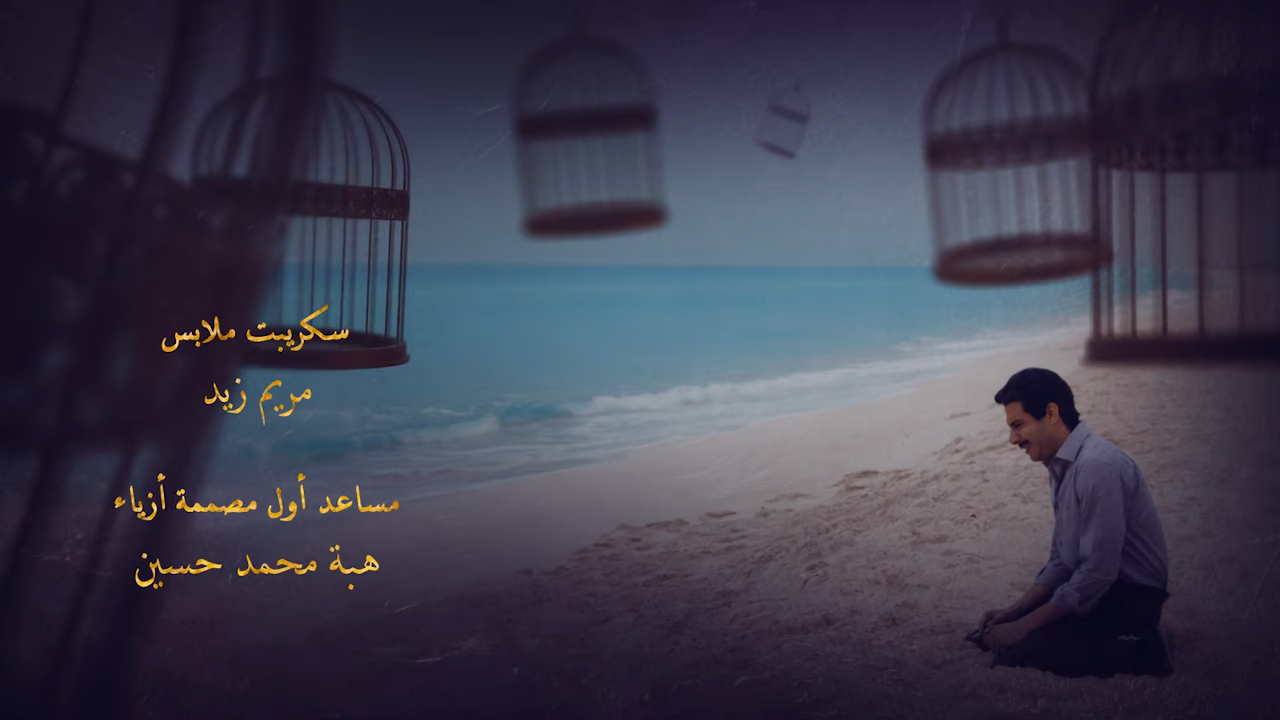 سكريبت ملابس
مريم زيد
مساعد أول مصممة أزياء
هبة محمد حسين